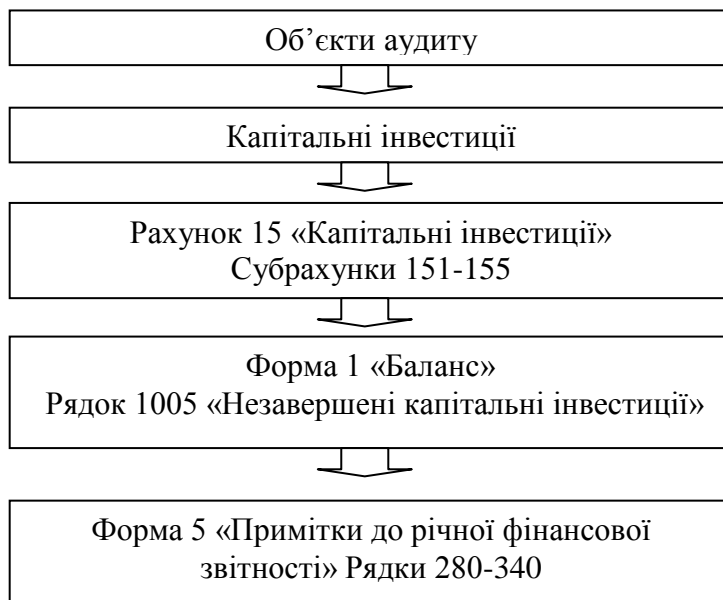 Об’єкти аудиту
Капітальні інвестиції
Рахунок 15 «Капітальні інвестиції»
Субрахунки 151-155
Форма 1 «Баланс»
Рядок 1005 «Незавершені капітальні інвестиції»
Форма 5 «Примітки до річної фінансової
звітності» Рядки 280-340